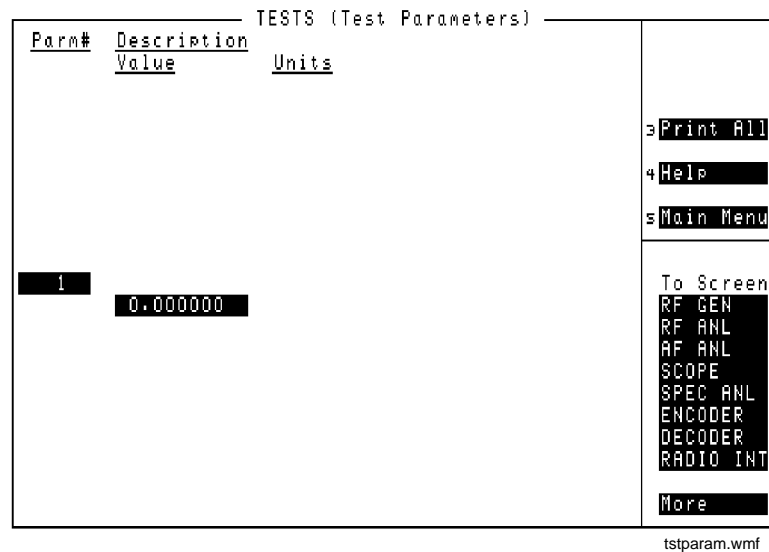 TESTS (Test Parameters)
Parm# Description
Value Units
3 Print All
4 Help
5 Main Menu
1
0.000000
To Screen
RF GEN
RF ANL
AF ANL
SCOPE
SPEC ANL
ENCODER
DECODER
RADIO INT
More
tstparam.wmf